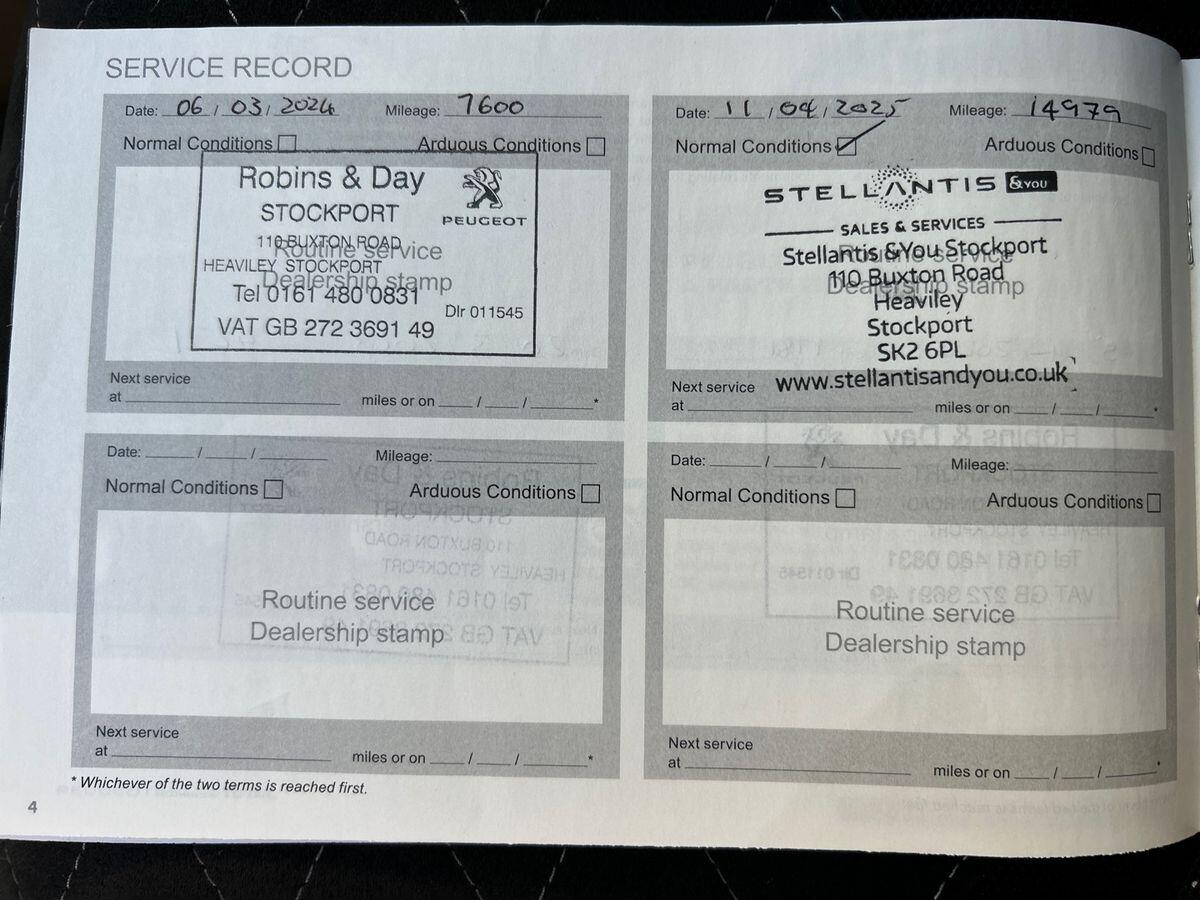 SERVICE RECORD
Date: 06 / 03 / 2024 Mileage: 7600
Normal Conditions Arduous Conditions
Robins & Day
STOCKPORT
PEUGEOT
110 BUXTON ROAD
Routine service
HEAVILEY STOCKPORT
Dealership stamp
Tel 0161 480 0831
Dlr 011545
VAT GB 272 3691 49
Next service
at miles or on / / *
Date: 11 / 04 / 2025 Mileage: 14979
Normal Conditions Arduous Conditions
STELLANTIS &YOU
SALES & SERVICES
Stellantis &You Stockport
Routine service
110 Buxton Road
Dealership stamp
Heaviley
Stockport
SK2 6PL
www.stellantisandyou.co.uk
Next service
at miles or on / / *
Date: / / Mileage:
Normal Conditions Arduous Conditions
Routine service
Dealership stamp
Next service
at miles or on / / *
Date: / / Mileage:
Normal Conditions Arduous Conditions
Routine service
Dealership stamp
Next service
at miles or on / / *
* Whichever of the two terms is reached first.
4